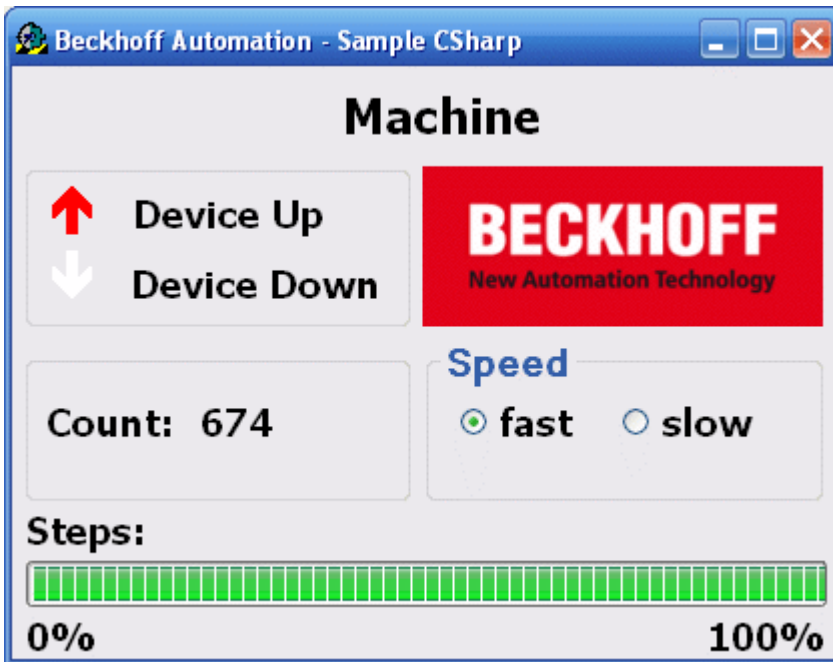 Beckhoff Automation - Sample CSharp
Machine
Device Up
Device Down
BECKHOFF
New Automation Technology
Count: 674
Speed
fast slow
Steps:
0% 100%